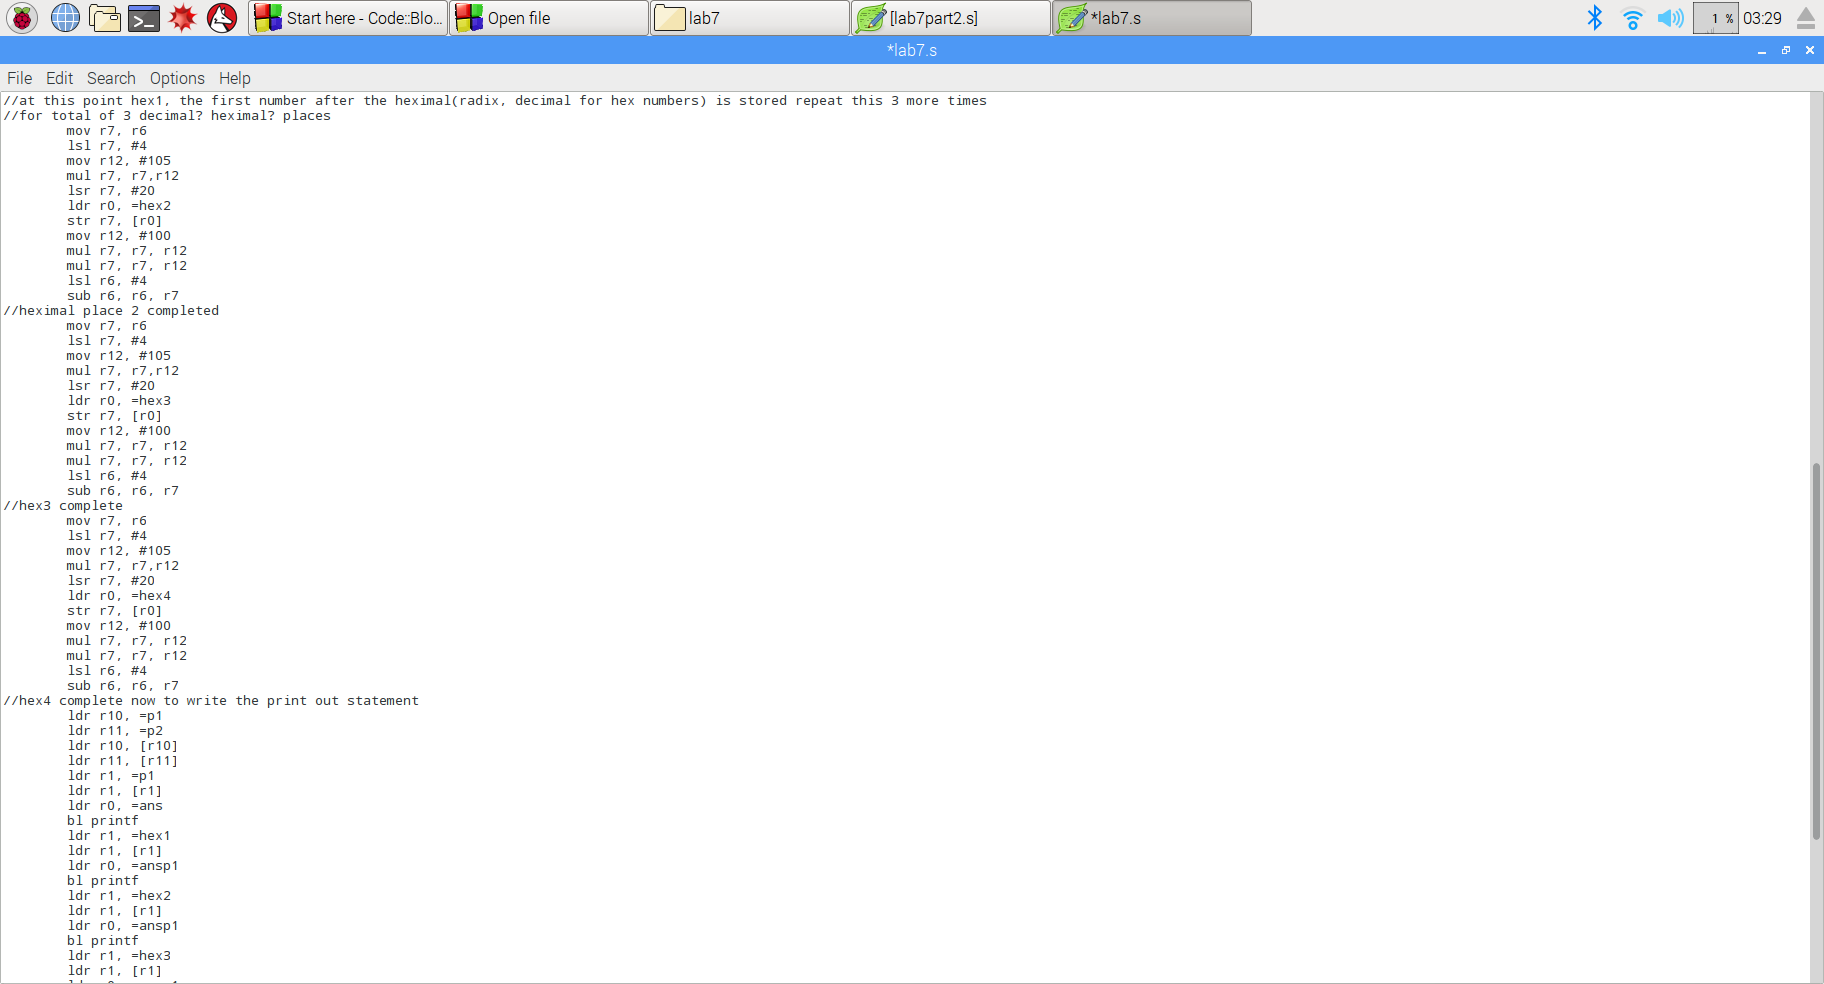 Start here - Code::Blo... Open file lab7 [lab7part2.s] *lab7.s 1 % 03:29
*lab7.s
File Edit Search Options Help
//at this point hex1, the first number after the heximal(radix, decimal for hex numbers) is stored repeat this 3 more times
//for total of 3 decimal? heximal? places
mov r7, r6
lsl r7, #4
mov r12, #105
mul r7, r7,r12
lsr r7, #20
ldr r0, =hex2
str r7, [r0]
mov r12, #100
mul r7, r7, r12
mul r7, r7, r12
lsl r6, #4
sub r6, r6, r7
//heximal place 2 completed
mov r7, r6
lsl r7, #4
mov r12, #105
mul r7, r7,r12
lsr r7, #20
ldr r0, =hex3
str r7, [r0]
mov r12, #100
mul r7, r7, r12
mul r7, r7, r12
lsl r6, #4
sub r6, r6, r7
//hex3 complete
mov r7, r6
lsl r7, #4
mov r12, #105
mul r7, r7,r12
lsr r7, #20
ldr r0, =hex4
str r7, [r0]
mov r12, #100
mul r7, r7, r12
mul r7, r7, r12
lsl r6, #4
sub r6, r6, r7
//hex4 complete now to write the print out statement
ldr r10, =p1
ldr r11, =p2
ldr r10, [r10]
ldr r11, [r11]
ldr r1, =p1
ldr r1, [r1]
ldr r0, =ans
bl printf
ldr r1, =hex1
ldr r1, [r1]
ldr r0, =ansp1
bl printf
ldr r1, =hex2
ldr r1, [r1]
ldr r0, =ansp1
bl printf
ldr r1, =hex3
ldr r1, [r1]